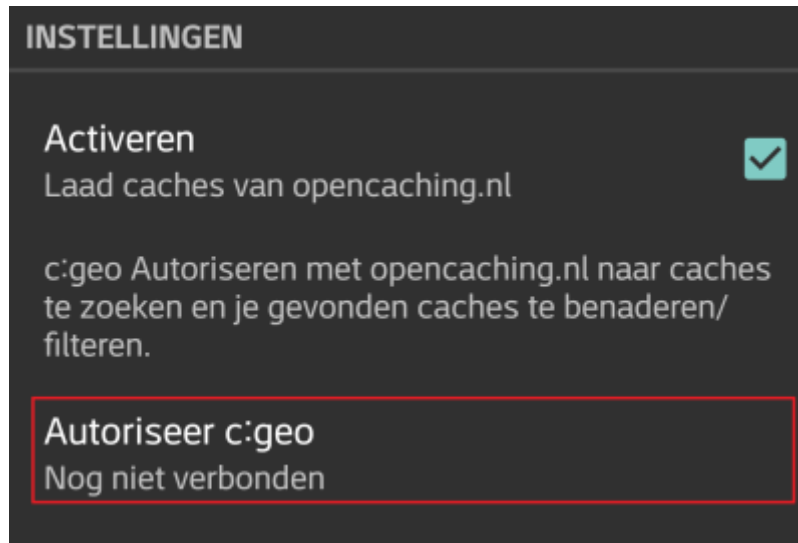 INSTELLINGEN
Activeren
Laad caches van opencaching.nl
c:geo Autoriseren met opencaching.nl naar caches
te zoeken en je gevonden caches te benaderen/
filteren.
Autoriseer c:geo
Nog niet verbonden